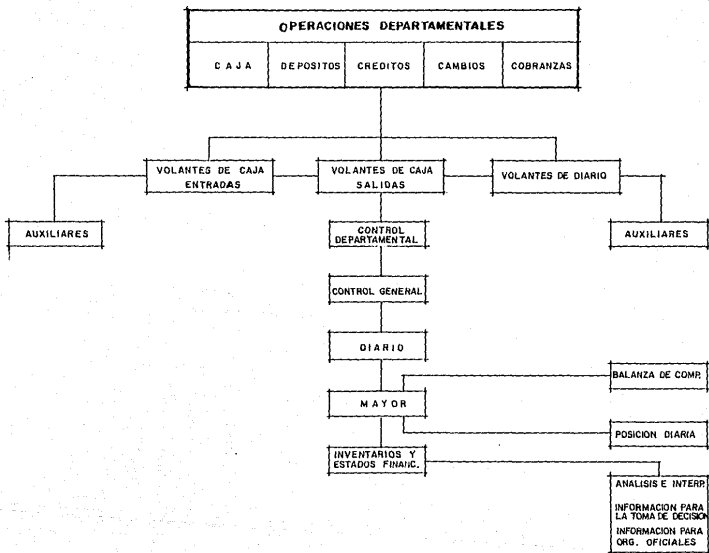 OPERACIONES DEPARTAMENTALES
CAJA DEPOSITOS CREDITOS CAMBIOS COBRANZAS
VOLANTES DE CAJA
ENTRADAS
VOLANTES DE CAJA
SALIDAS
VOLANTES DE DIARIO
AUXILIARES
CONTROL
DEPARTAMENTAL
AUXILIARES
CONTROL GENERAL
DIARIO
BALANZA DE COMP.
MAYOR
POSICION DIARIA
INVENTARIOS Y
ESTADOS FINANC.
ANALISIS E INTERP.
INFORMACION PARA
LA TOMA DE DECISION
INFORMACION PARA
ORG. OFICIALES